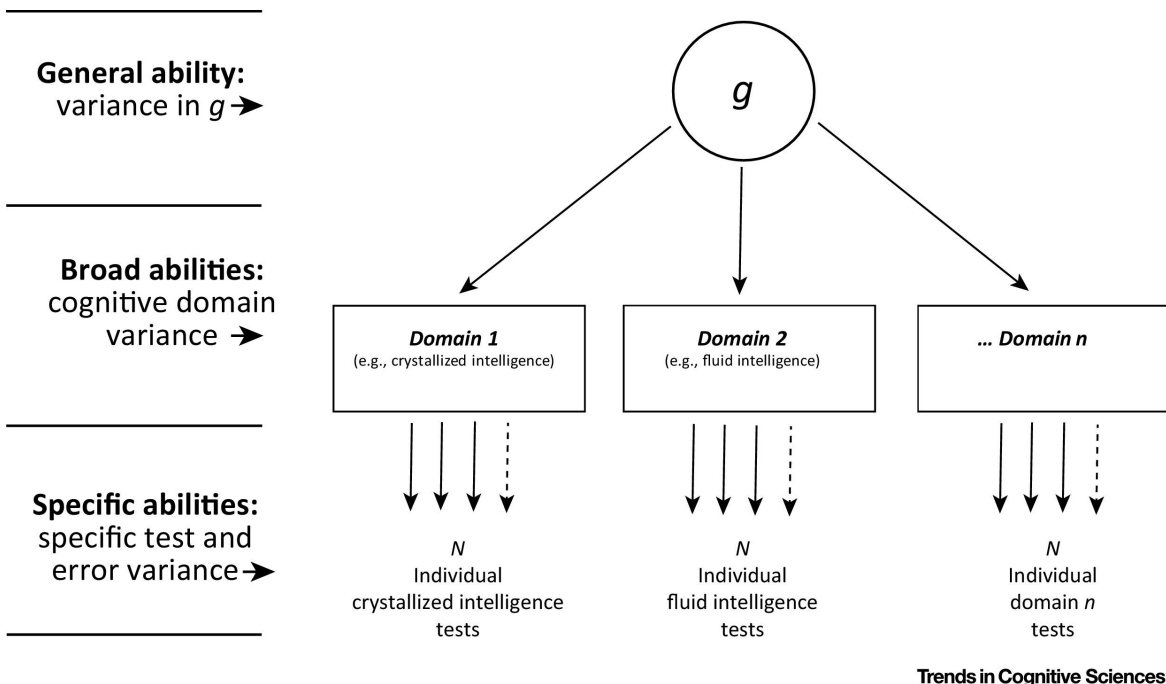 General ability:
variance in g
g
Broad abilities:
cognitive domain
variance
Domain 1
(e.g., crystallized intelligence)
Domain 2
(e.g., fluid intelligence)
... Domain n
Specific abilities:
specific test and
error variance
N
Individual
crystallized intelligence
tests
N
Individual
fluid intelligence
tests
N
Individual
domain n
tests
Trends in Cognitive Sciences